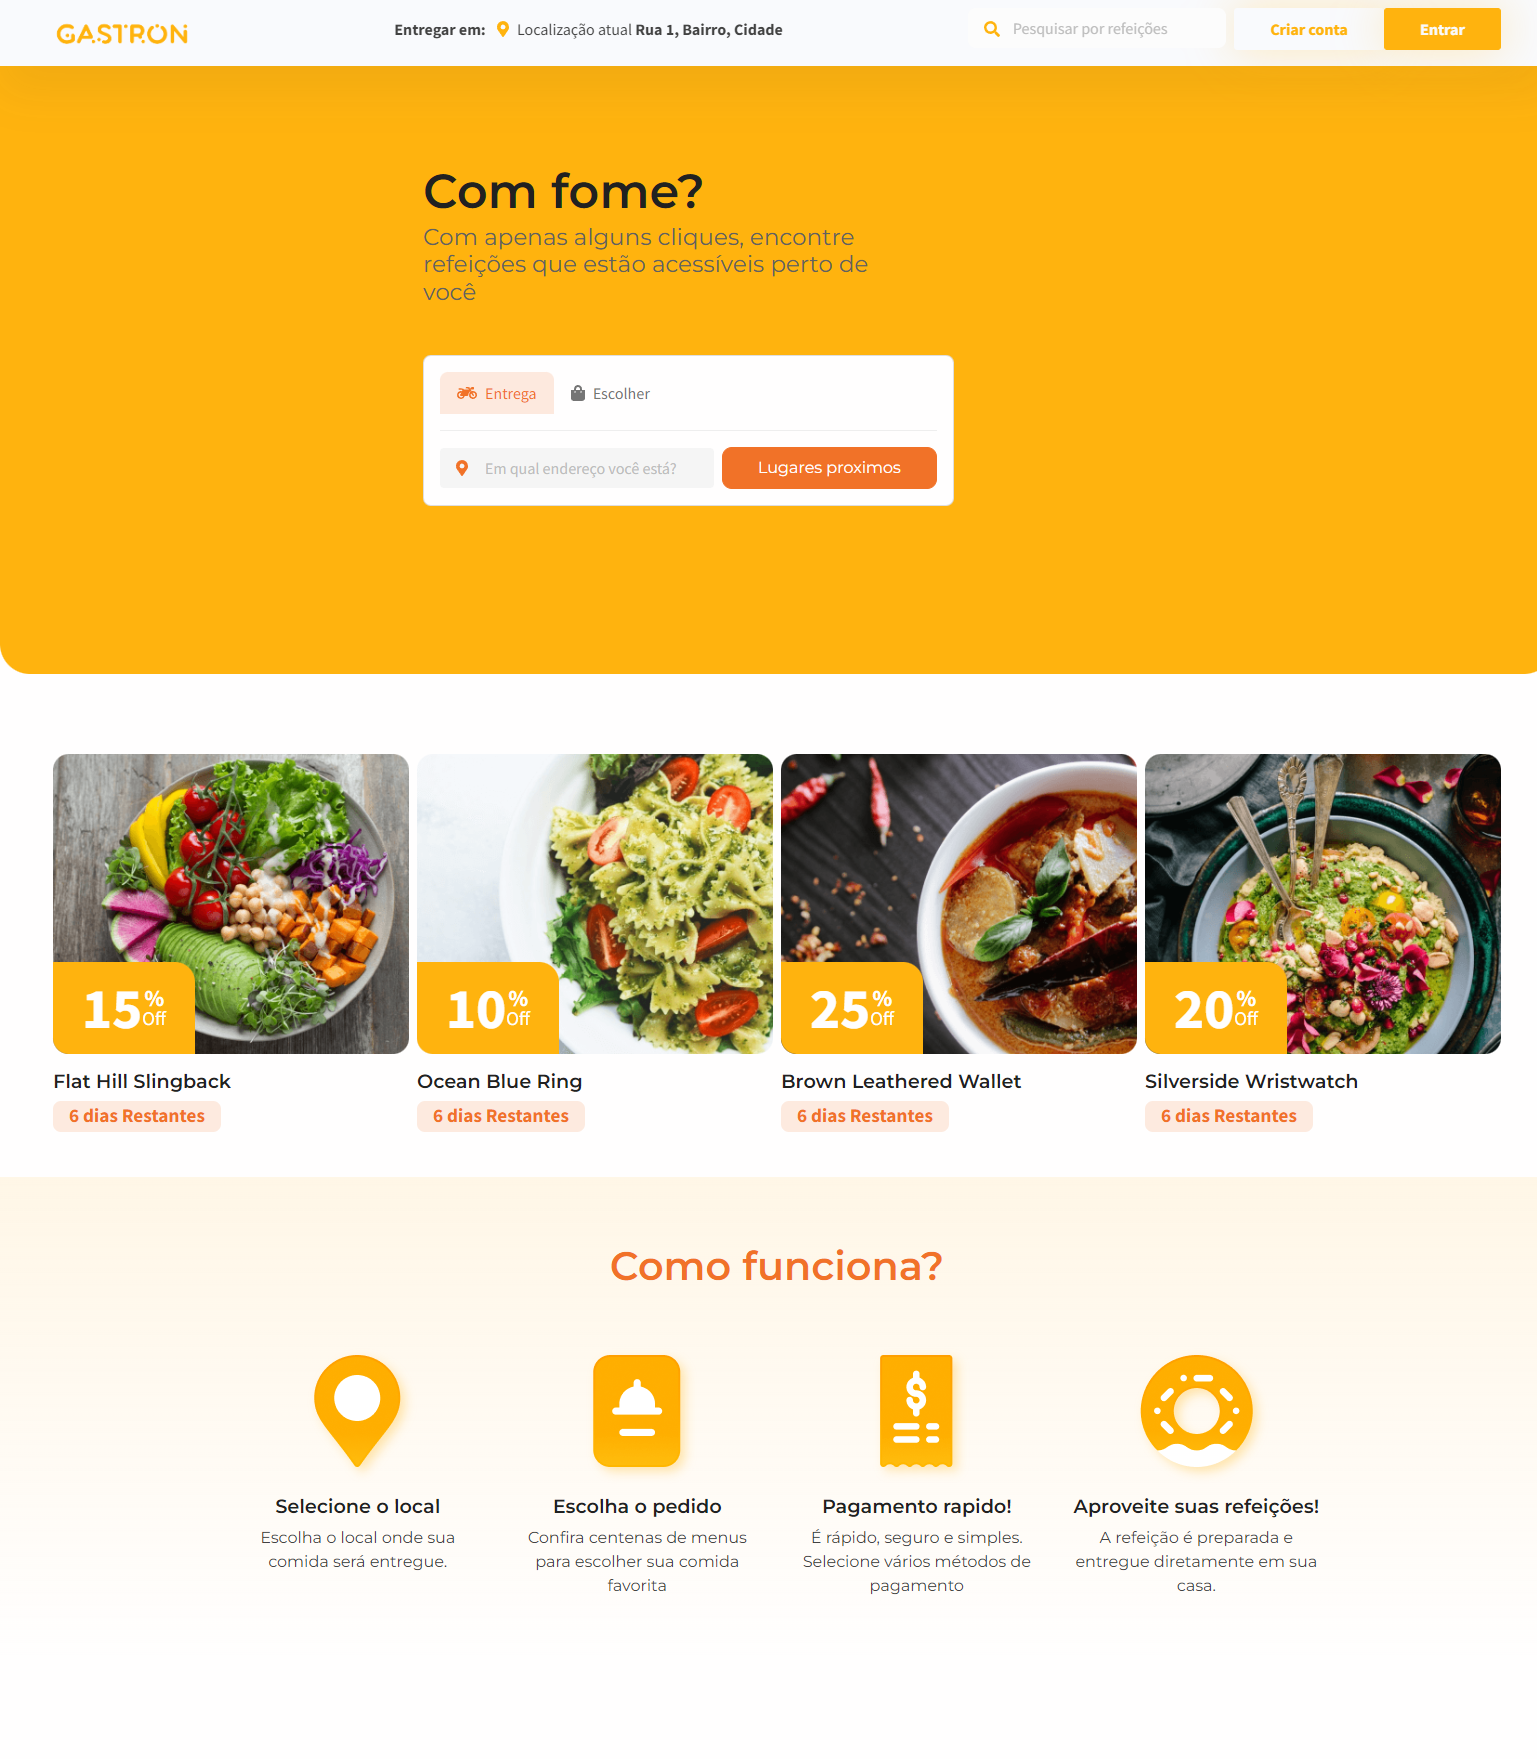 GASTRON
Entregar em: Localização atual Rua 1, Bairro, Cidade
Pesquisar por refeições
Criar conta
Entrar
Com fome?
Com apenas alguns cliques, encontre
refeições que estão acessíveis perto de
você
Entrega
Escolher
Em qual endereço você está?
Lugares proximos
15 % Off
10 % Off
25 % Off
20 % Off
Flat Hill Slingback
Ocean Blue Ring
Brown Leathered Wallet
Silverside Wristwatch
6 dias Restantes
6 dias Restantes
6 dias Restantes
6 dias Restantes
Como funciona?
$
Selecione o local
Escolha o local onde sua
comida será entregue.
Escolha o pedido
Confira centenas de menus
para escolher sua comida
favorita
Pagamento rapido!
É rápido, seguro e simples.
Selecione vários métodos de
pagamento
Aproveite suas refeições!
A refeição é preparada e
entregue diretamente em sua
casa.